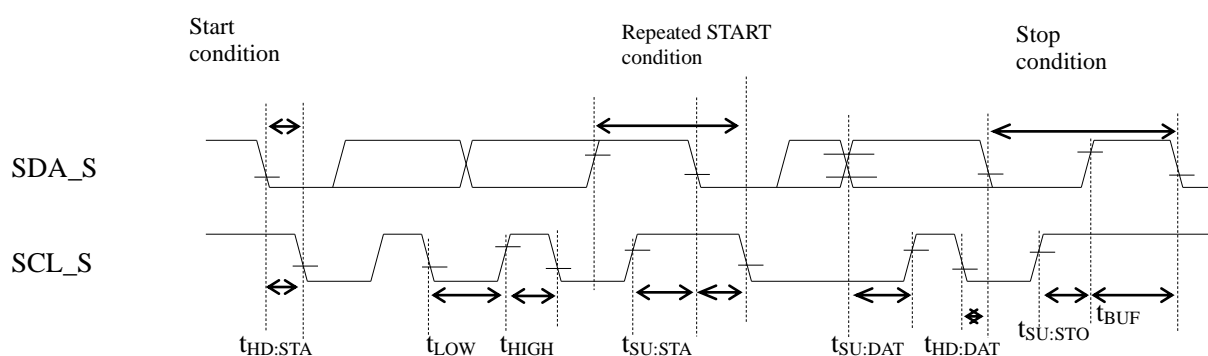 Start
condition
Repeated START
condition
Stop
condition
SDA_S
SCL_S
tHD:STA
tLOW
tHIGH
tSU:STA
tSU:DAT
tHD:DAT
tSU:STO
tBUF